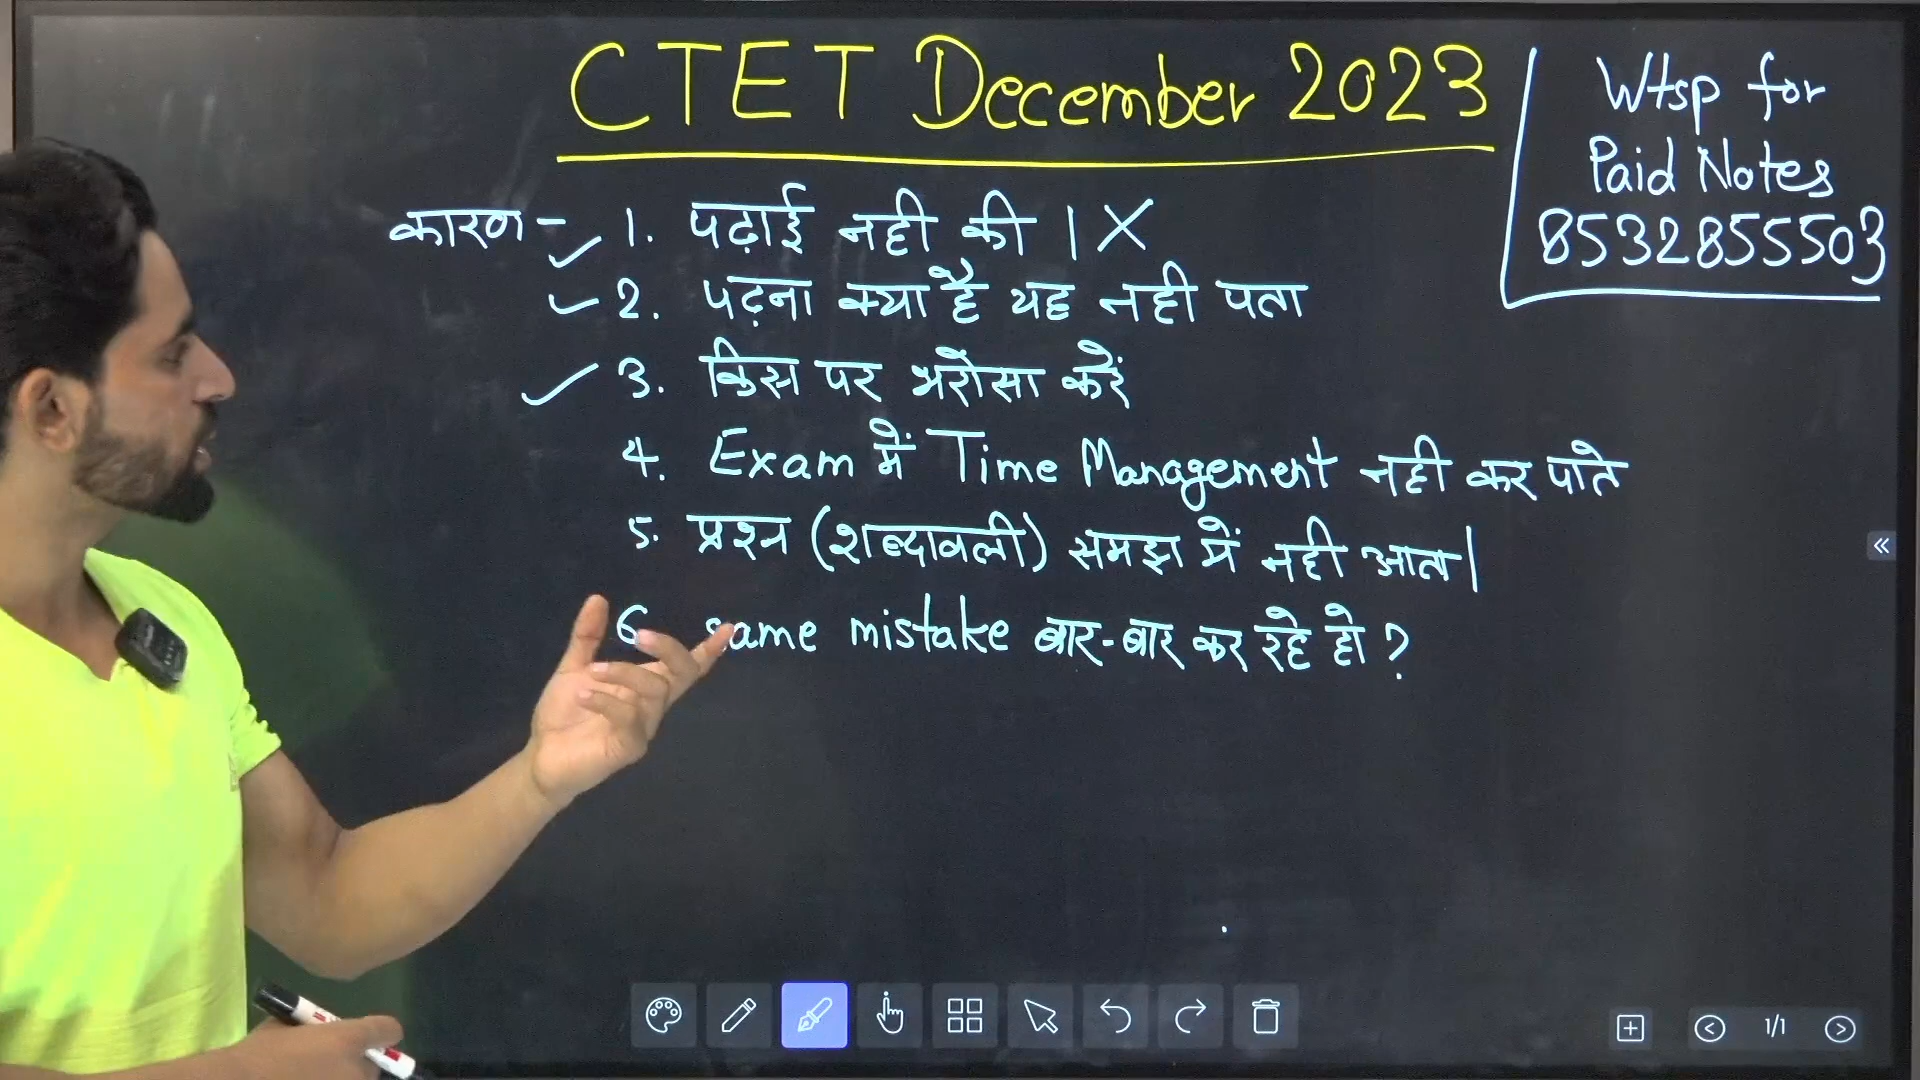 CTET December 2023
Wtsp for
Paid Notes
8532855503
कारण - 1. पढ़ाई नही की । X
2. पढ़ना क्या है यह नही पता
3. किस पर भरोसा करें
4. Exam में Time Management नही कर पाते
5. प्रश्न (शब्दावली) समझ में नही आता।
6. same mistake बार-बार कर रहे हो ?
1/1